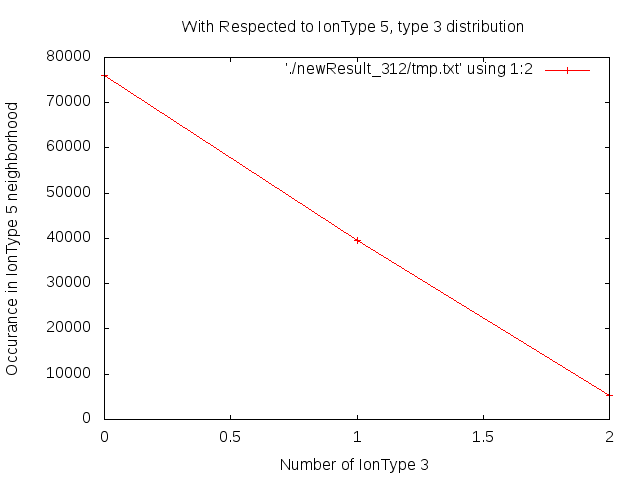 With Respected to IonType 5, type 3 distribution
'./newResult_312/tmp.txt' using 1:2
80000
70000
60000
50000
40000
30000
20000
10000
0
Occurance in IonType 5 neighborhood
0 0.5 1 1.5 2
Number of IonType 3